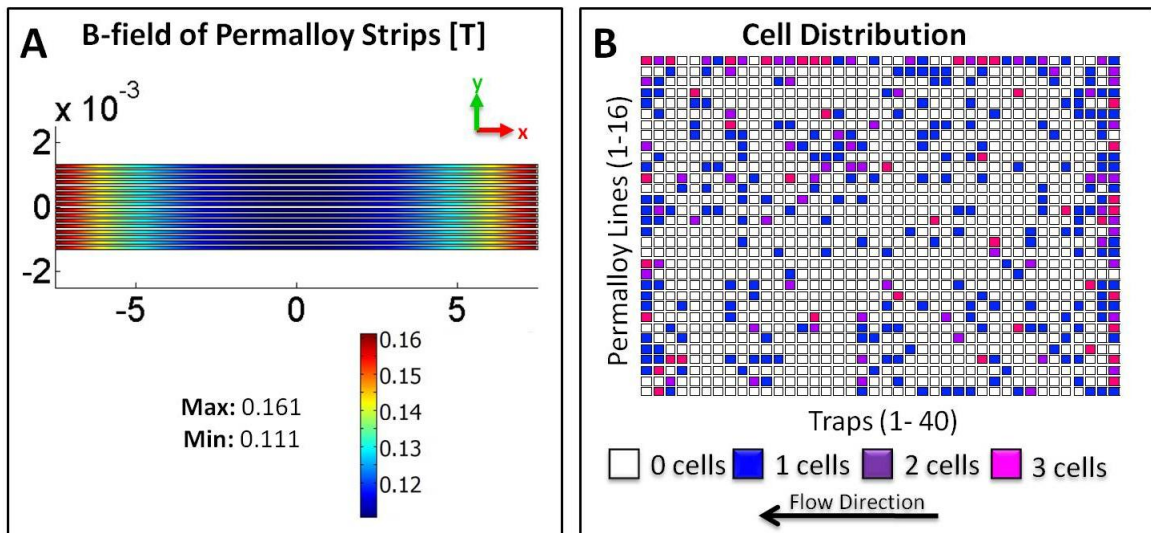 A
B-field of Permalloy Strips [T]
y
x
x 10⁻³
2
0
-2
-5
0
5
Max: 0.161
Min: 0.111
0.16
0.15
0.14
0.13
0.12
B
Cell Distribution
Permalloy Lines (1-16)
Traps (1- 40)
0 cells
1 cells
2 cells
3 cells
Flow Direction